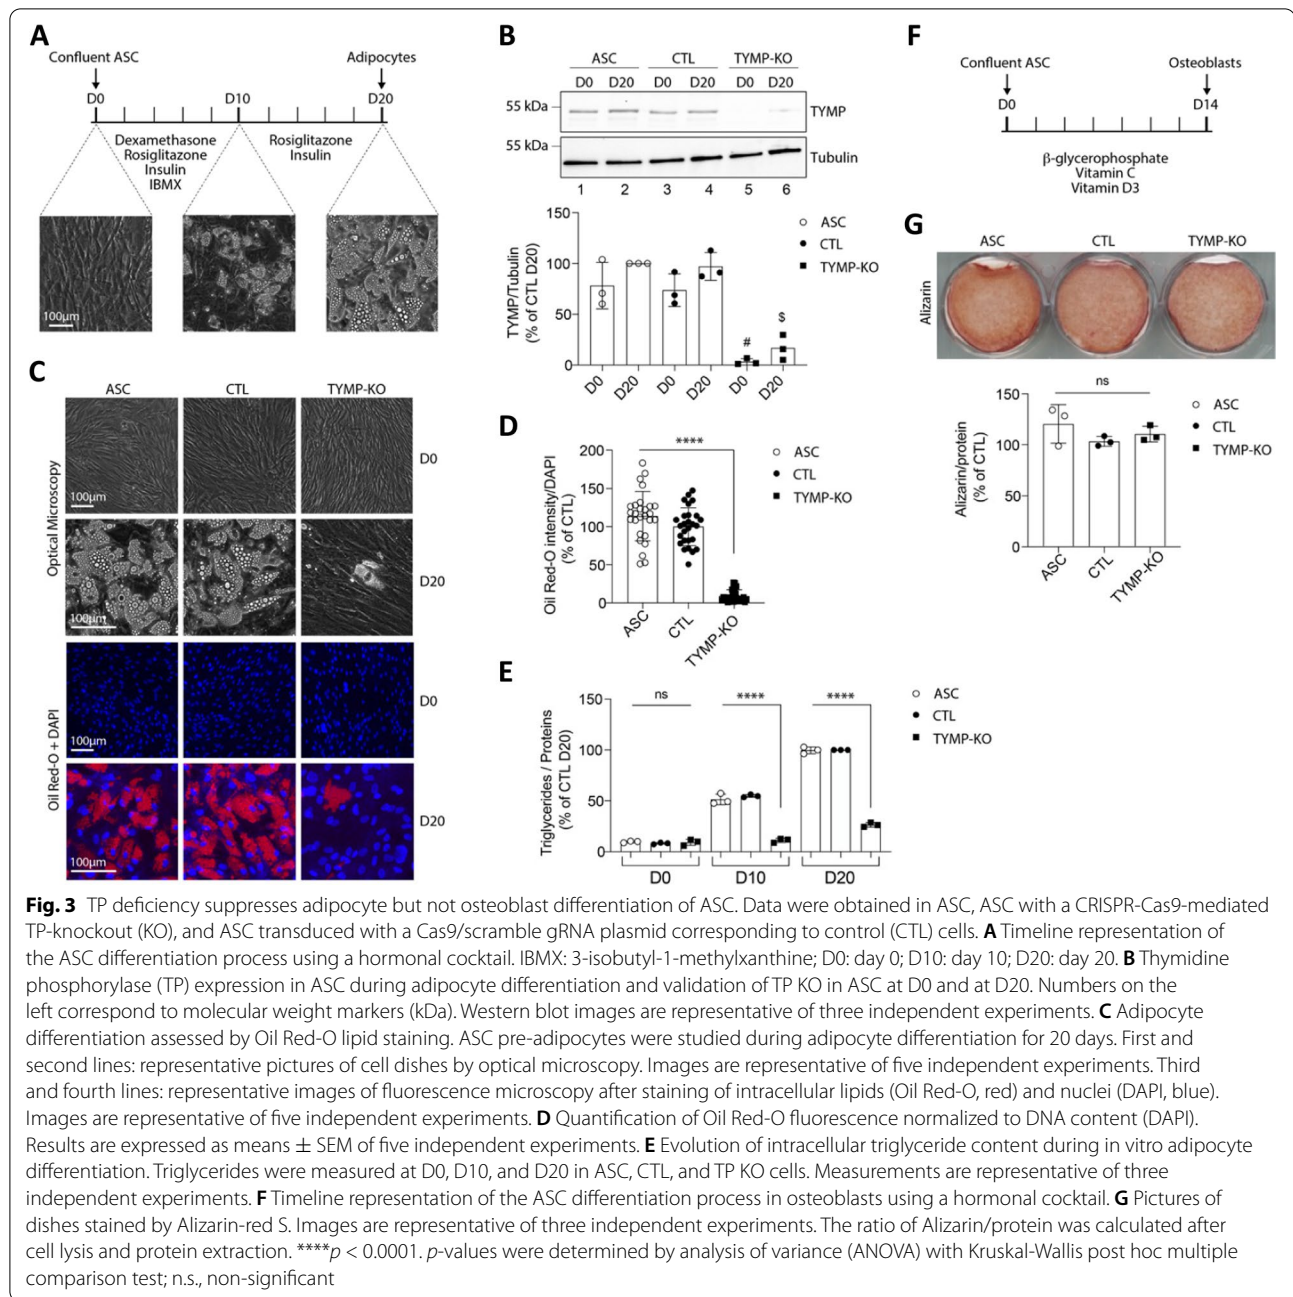 A
Confluent ASC
Adipocytes
D0
D10
D20
Dexamethasone
Rosiglitazone
Insulin
IBMX
Rosiglitazone
Insulin
100µm
B
ASC
CTL
TYMP-KO
D0 D20 D0 D20 D0 D20
55 kDa
TYMP
55 kDa
Tubulin
1 2 3 4 5 6
TYMP/Tubulin
(% of CTL D20)
150
100
50
0
#
$
ASC
CTL
TYMP-KO
D0 D20 D0 D20 D0 D20
C
ASC
CTL
TYMP-KO
Optical Microscopy
100µm
D0
100µm
D20
Oil Red-O + DAPI
100µm
D0
100µm
D20
D
Oil Red-O intensity/DAPI
(% of CTL)
200
150
100
50
0
****
ASC
CTL
TYMP-KO
ASC
CTL
TYMP-KO
E
Triglycerides / Proteins
(% of CTL D20)
150
100
50
0
ns
****
****
ASC
CTL
TYMP-KO
D0
D10
D20
F
Confluent ASC
Osteoblasts
D0
D14
β-glycerophosphate
Vitamin C
Vitamin D3
G
ASC
CTL
TYMP-KO
Alizarin
Alizarin/protein
(% of CTL)
150
100
50
0
ns
ASC
CTL
TYMP-KO
ASC
CTL
TYMP-KO
Fig. 3 TP deficiency suppresses adipocyte but not osteoblast differentiation of ASC. Data were obtained in ASC, ASC with a CRISPR-Cas9-mediated
TP-knockout (KO), and ASC transduced with a Cas9/scramble gRNA plasmid corresponding to control (CTL) cells. A Timeline representation of
the ASC differentiation process using a hormonal cocktail. IBMX: 3-isobutyl-1-methylxanthine; D0: day 0; D10: day 10; D20: day 20. B Thymidine
phosphorylase (TP) expression in ASC during adipocyte differentiation and validation of TP KO in ASC at D0 and at D20. Numbers on the
left correspond to molecular weight markers (kDa). Western blot images are representative of three independent experiments. C Adipocyte
differentiation assessed by Oil Red-O lipid staining. ASC pre-adipocytes were studied during adipocyte differentiation for 20 days. First and
second lines: representative pictures of cell dishes by optical microscopy. Images are representative of five independent experiments. Third
and fourth lines: representative images of fluorescence microscopy after staining of intracellular lipids (Oil Red-O, red) and nuclei (DAPI, blue).
Images are representative of five independent experiments. D Quantification of Oil Red-O fluorescence normalized to DNA content (DAPI).
Results are expressed as means ± SEM of five independent experiments. E Evolution of intracellular triglyceride content during in vitro adipocyte
differentiation. Triglycerides were measured at D0, D10, and D20 in ASC, CTL, and TP KO cells. Measurements are representative of three
independent experiments. F Timeline representation of the ASC differentiation process in osteoblasts using a hormonal cocktail. G Pictures of
dishes stained by Alizarin-red S. Images are representative of three independent experiments. The ratio of Alizarin/protein was calculated after
cell lysis and protein extraction. ****p < 0.0001. p-values were determined by analysis of variance (ANOVA) with Kruskal-Wallis post hoc multiple
comparison test; n.s., non-significant